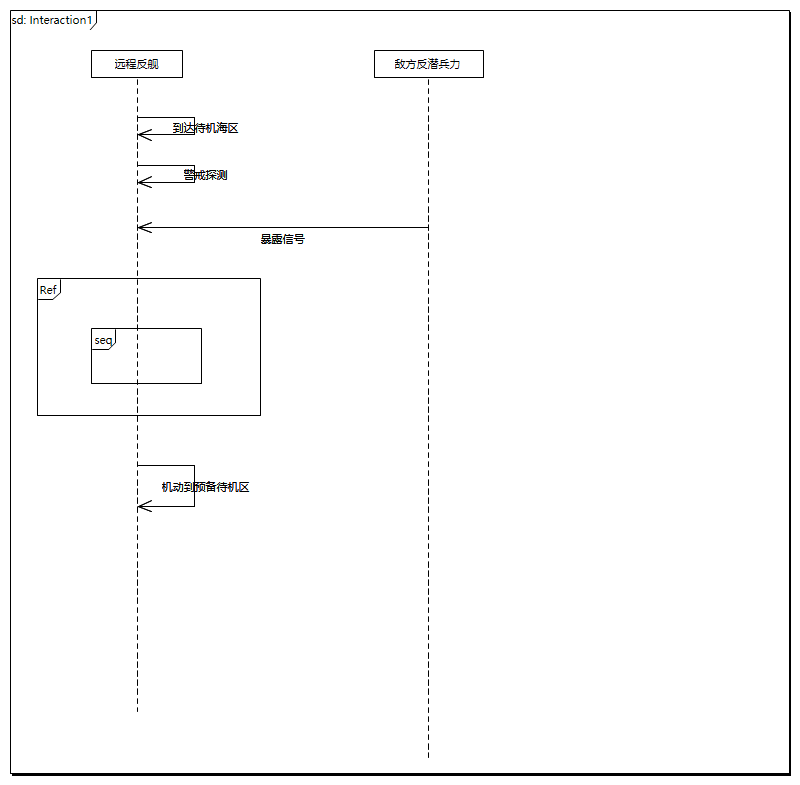 sd: Interaction1
远程反舰
敌方反潜兵力
到达待机海区
警戒探测
暴露信号
Ref
seq
机动到预备待机区